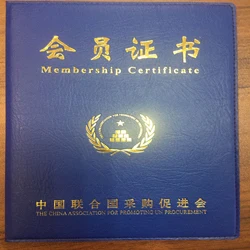 会员证书
Membership Certificate
中国联合國采购促进会
THE CHINA ASSOCIATION FOR PROMOTING UN PROCUREMENT